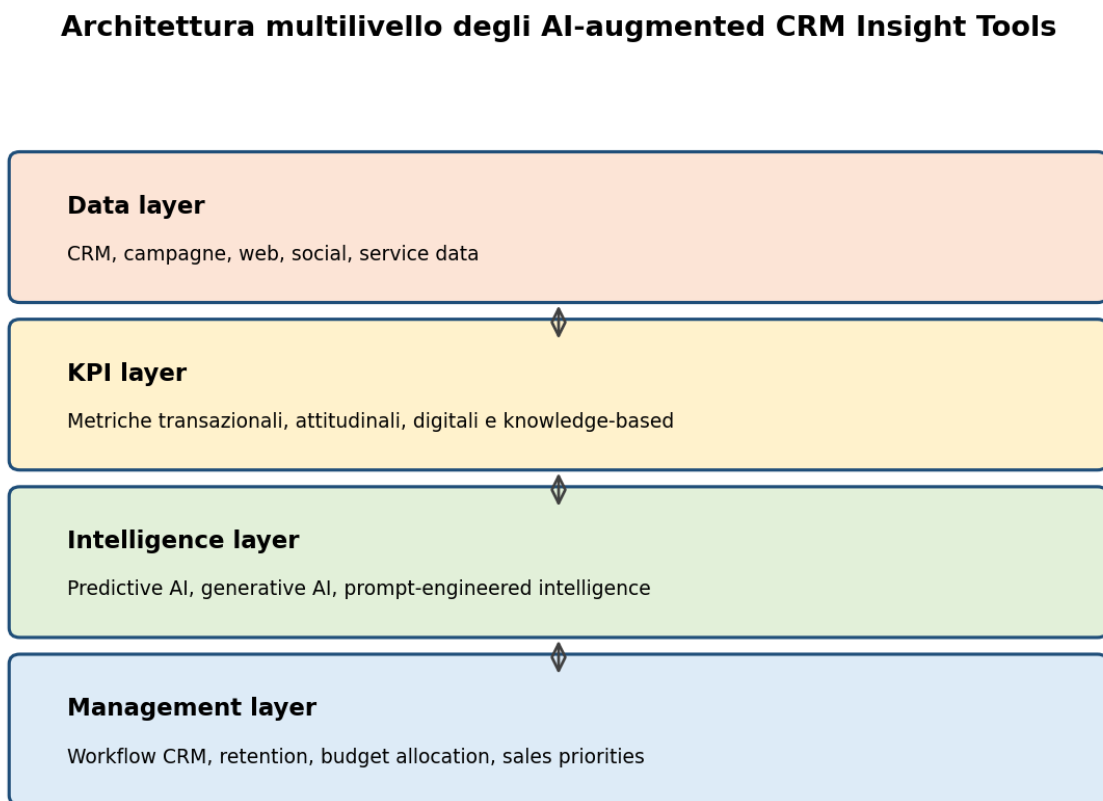 Architettura multilivello degli AI-augmented CRM Insight Tools
Data layer
CRM, campagne, web, social, service data
KPI layer
Metriche transazionali, attitudinali, digitali e knowledge-based
Intelligence layer
Predictive AI, generative AI, prompt-engineered intelligence
Management layer
Workflow CRM, retention, budget allocation, sales priorities